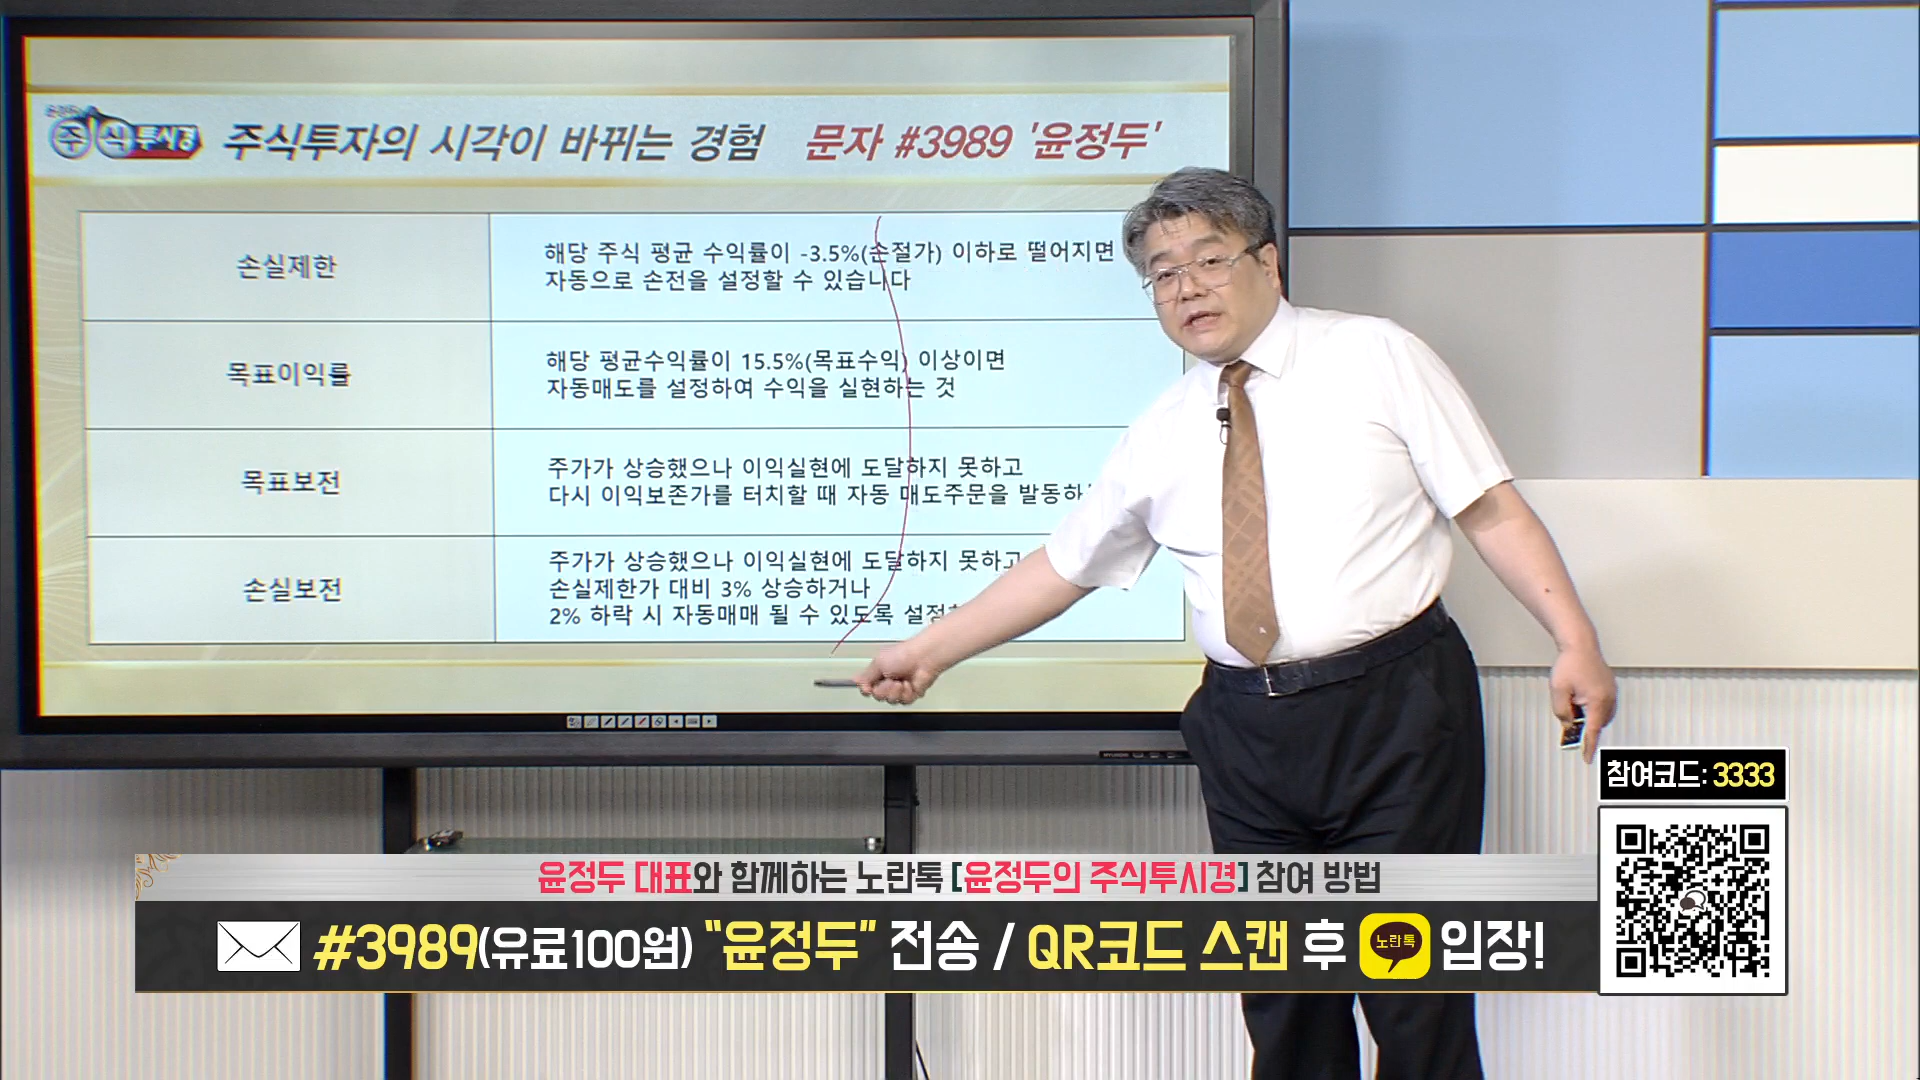 주식투시경 주식투자의 시각이 바뀌는 경험 문자 #3989 '윤정두'
손실제한
해당 주식 평균 수익률이 -3.5%(손절가) 이하로 떨어지면
자동으로 손전을 설정할 수 있습니다
목표이익률
해당 평균수익률이 15.5%(목표수익) 이상이면
자동매도를 설정하여 수익을 실현하는 것
목표보전
주가가 상승했으나 이익실현에 도달하지 못하고
다시 이익보존가를 터치할 때 자동 매도주문을 발동하
손실보전
주가가 상승했으나 이익실현에 도달하지 못하고
손실제한가 대비 3% 상승하거나
2% 하락 시 자동매매 될 수 있도록 설정
참여코드: 3333
윤정두 대표와 함께하는 노란톡 [윤정두의 주식투시경] 참여 방법
#3989(유료100원) “윤정두” 전송 / QR코드 스캔 후 노란톡 입장!